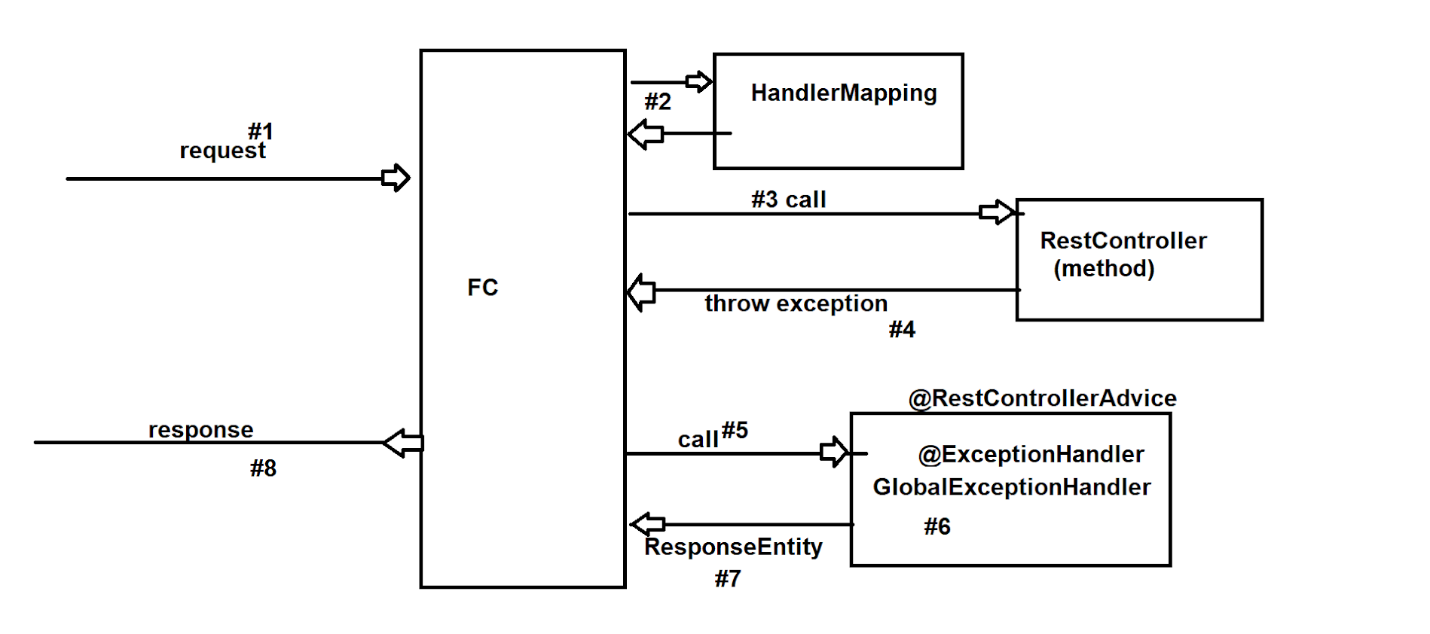 #1
request
FC
#2
HandlerMapping
#3 call
RestController
(method)
throw exception
#4
@RestControllerAdvice
call #5
@ExceptionHandler
GlobalExceptionHandler
#6
ResponseEntity
#7
response
#8